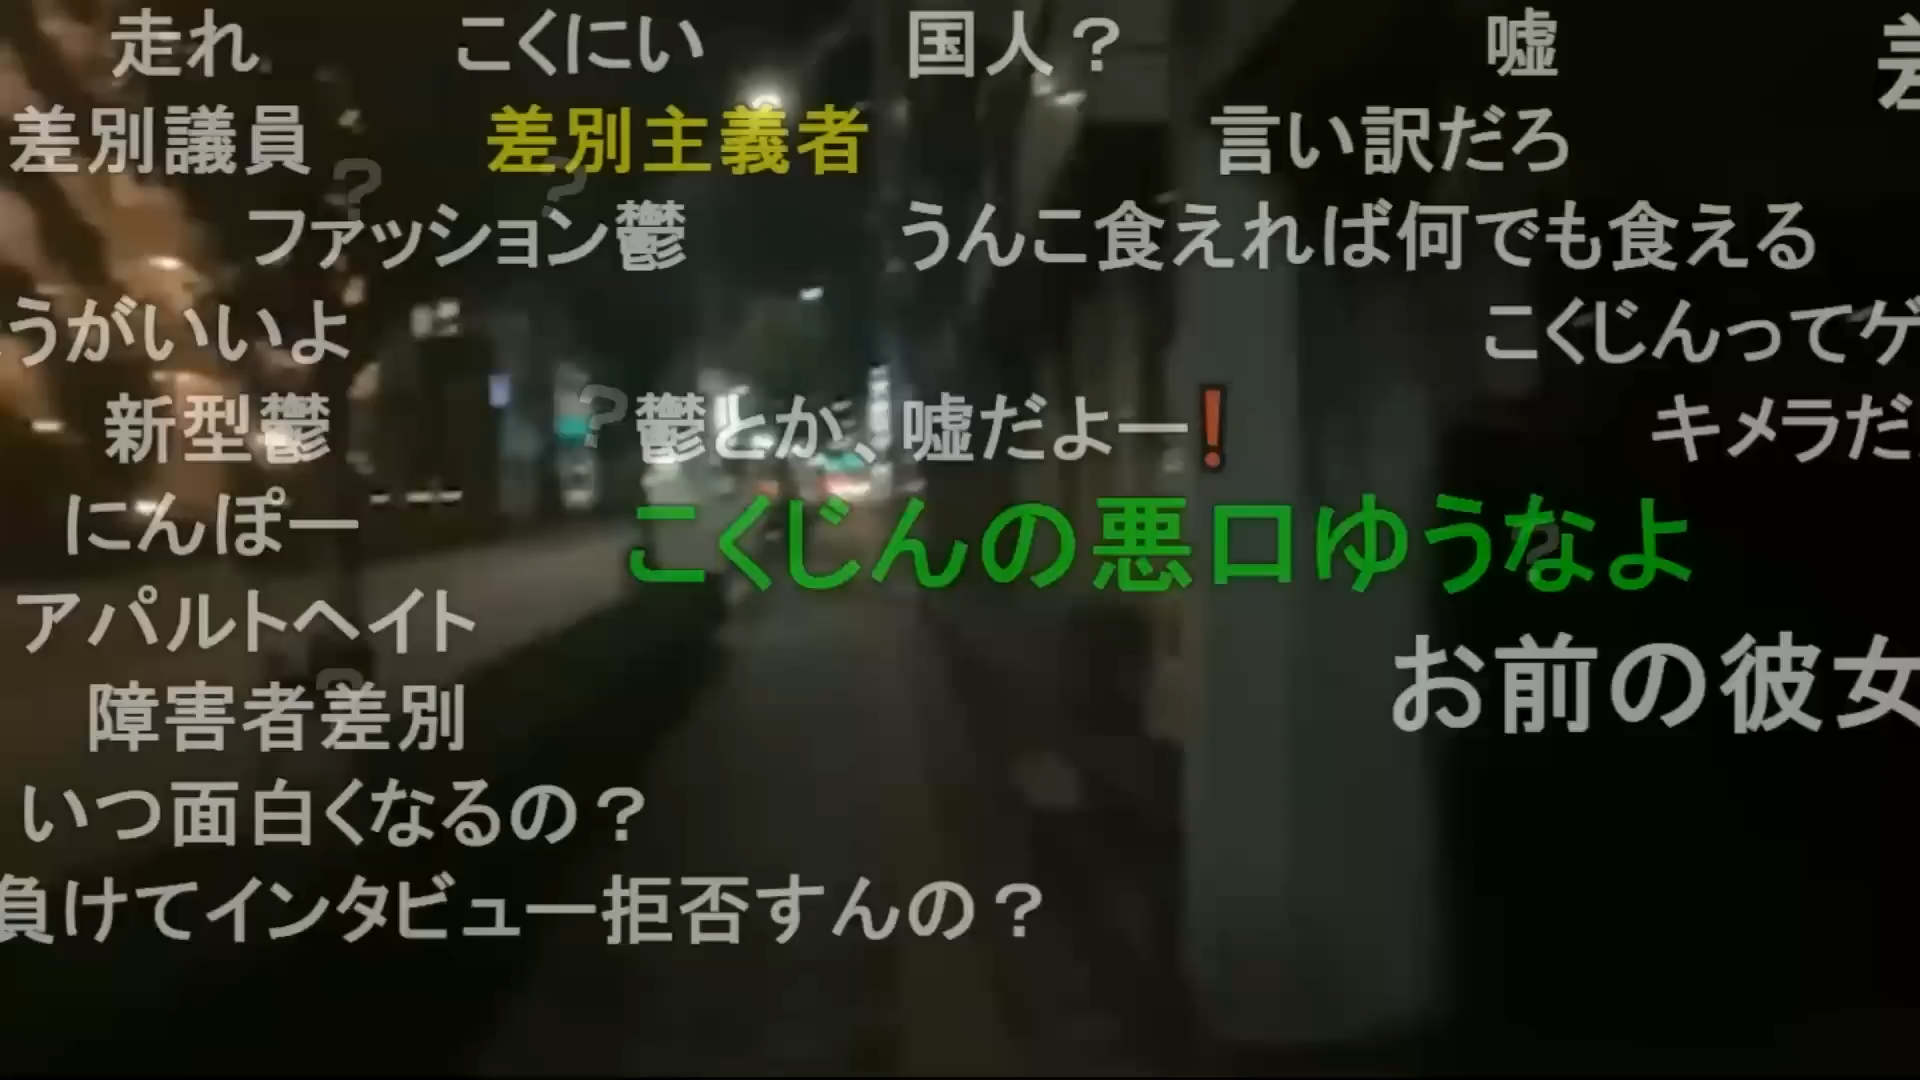 走れ こくにい 国人？ 嘘 差
差別議員 差別主義者 言い訳だろ
ファッション鬱 うんこ食えれば何でも食える
うがいいよ こくじんってゲ
新型鬱 ？ 鬱とか、嘘だよー❗ キメラだ
にんぽー こくじんの悪口ゆうなよ
アパルトヘイト
お前の彼女
障害者差別
いつ面白くなるの？
負けてインタビュー拒否すんの？